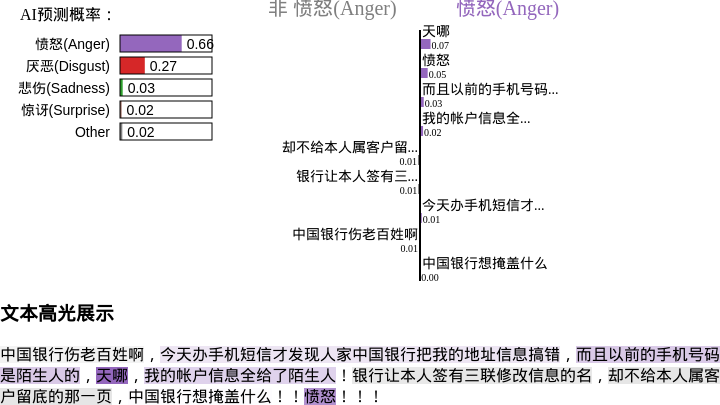 AI预测概率：
愤怒(Anger) 0.66
厌恶(Disgust) 0.27
悲伤(Sadness) 0.03
惊讶(Surprise) 0.02
Other 0.02
非 愤怒(Anger) 愤怒(Anger)
天哪
0.07
愤怒
0.05
而且以前的手机号码...
0.03
我的帐户信息全...
0.02
却不给本人属客户留...
0.01
银行让本人签有三...
0.01
今天办手机短信才...
0.01
中国银行伤老百姓啊
0.01
中国银行想掩盖什么
0.00
文本高光展示
中国银行伤老百姓啊，今天办手机短信才发现人家中国银行把我的地址信息搞错，而且以前的手机号码
是陌生人的，天哪，我的帐户信息全给了陌生人！银行让本人签有三联修改信息的名，却不给本人属客
户留底的那一页，中国银行想掩盖什么！！愤怒！！！